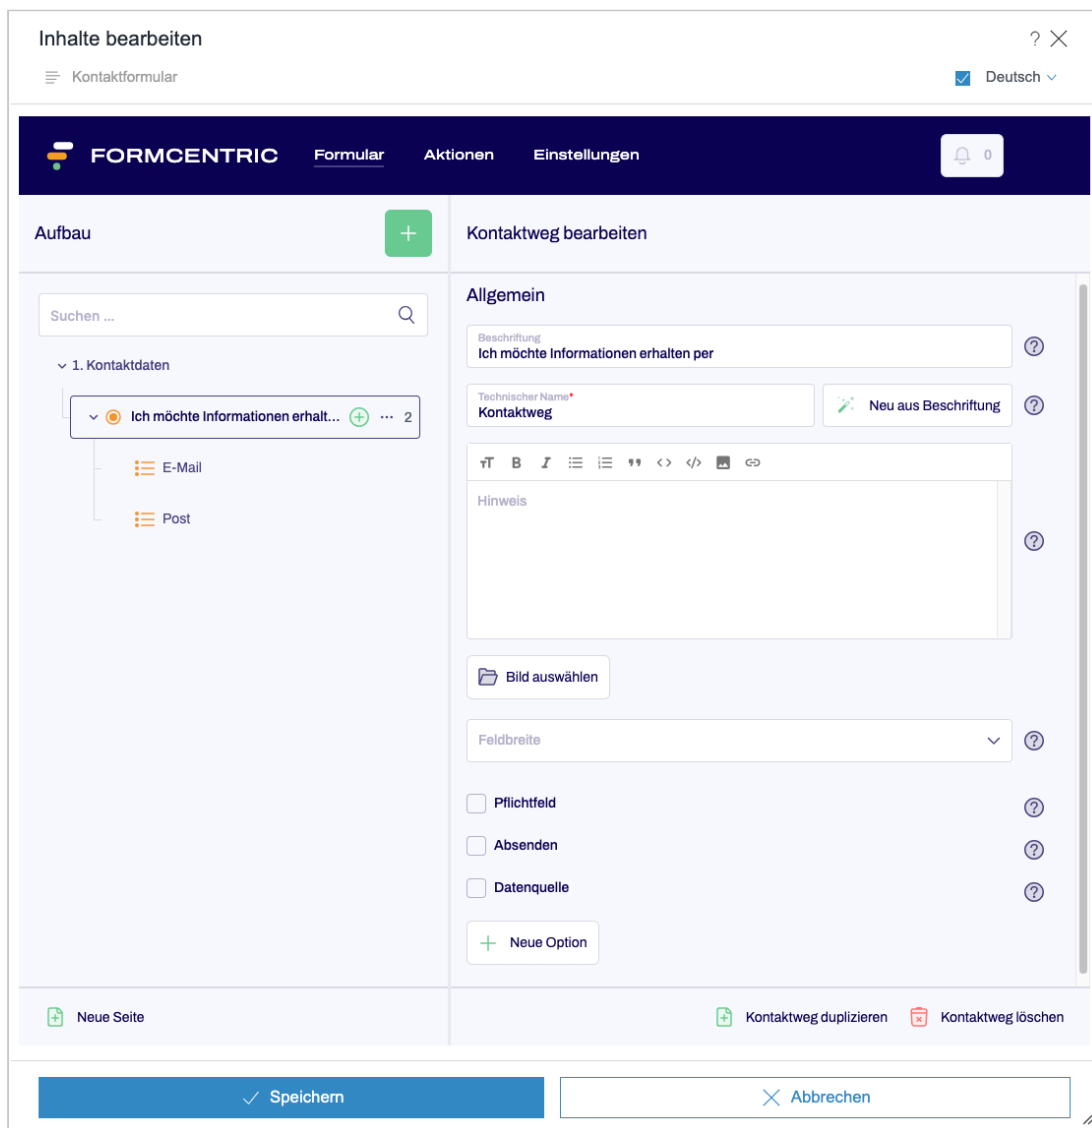 Inhalte bearbeiten
?
Kontaktformular
Deutsch
FORMCENTRIC
Formular
Aktionen
Einstellungen
0
Aufbau
Kontaktweg bearbeiten
Suchen ...
1. Kontaktdaten
Ich möchte Informationen erhalt... ... 2
E-Mail
Post
Allgemein
Beschriftung
Ich möchte Informationen erhalten per
Technischer Name*
Kontaktweg
Neu aus Beschriftung
Hinweis
Bild auswählen
Feldbreite
Pflichtfeld
Absenden
Datenquelle
Neue Option
Neue Seite
Kontaktweg duplizieren
Kontaktweg löschen
Speichern
Abbrechen